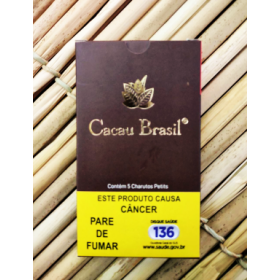 Cacau Brasil
Contém 5 Charutos Petits
ESTE PRODUTO CAUSA
CÂNCER
PARE
DE
FUMAR
DISQUE SAÚDE
136
www.saude.gov.br